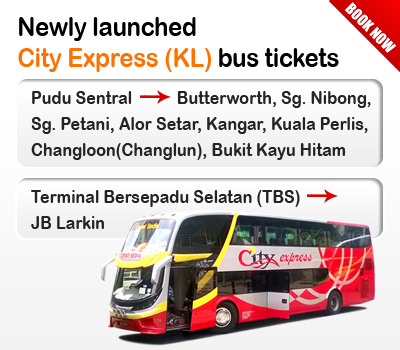 BOOK NOW
Newly launched
City Express (KL) bus tickets
Pudu Sentral → Butterworth, Sg. Nibong,
Sg. Petani, Alor Setar, Kangar, Kuala Perlis,
Changloon(Changlun), Bukit Kayu Hitam
Terminal Bersepadu Selatan (TBS) →
JB Larkin
City express